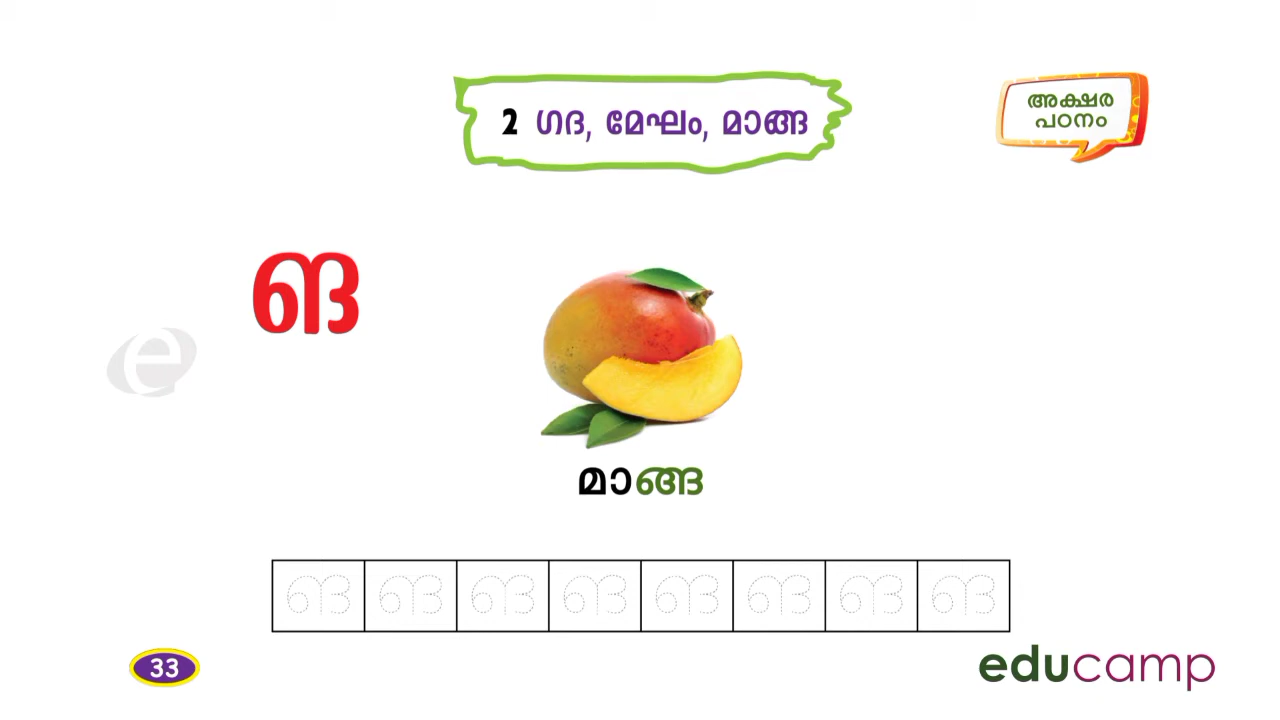 2 ഗദ, മേഘം, മാങ്ങ
അക്ഷര
പഠനം
ങ
e
മാങ്ങ
ങ ങ ങ ങ ങ ങ ങ ങ
33
educamp